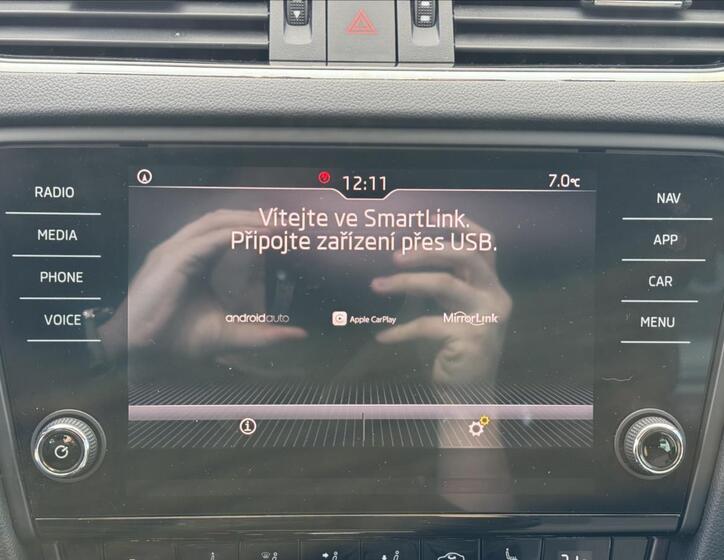 12:11
7.0°C
RADIO
MEDIA
PHONE
VOICE
Vítejte ve SmartLink.
Připojte zařízení přes USB.
androidauto
Apple CarPlay
MirrorLink
NAV
APP
CAR
MENU